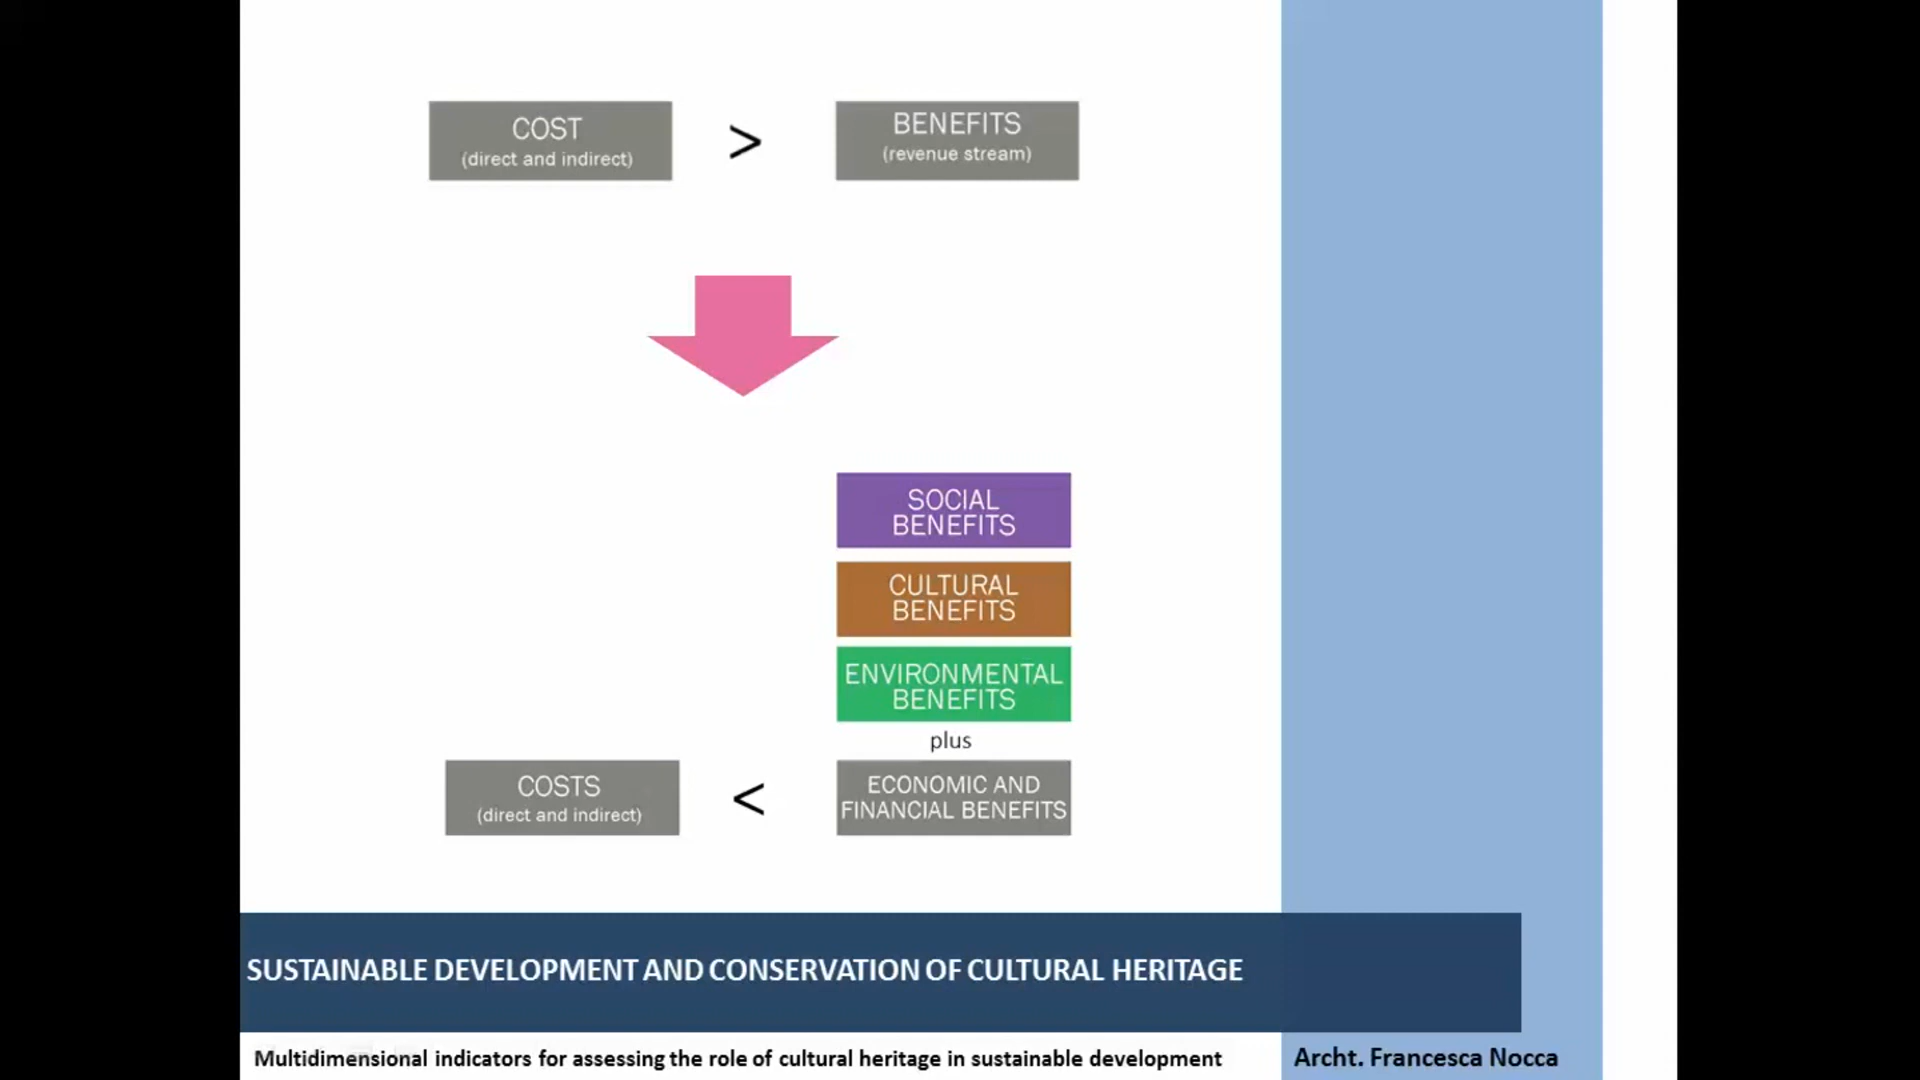 COST
(direct and indirect)
>
BENEFITS
(revenue stream)
SOCIAL
BENEFITS
CULTURAL
BENEFITS
ENVIRONMENTAL
BENEFITS
plus
COSTS
(direct and indirect)
<
ECONOMIC AND
FINANCIAL BENEFITS
SUSTAINABLE DEVELOPMENT AND CONSERVATION OF CULTURAL HERITAGE
Multidimensional indicators for assessing the role of cultural heritage in sustainable development
Archt. Francesca Nocca